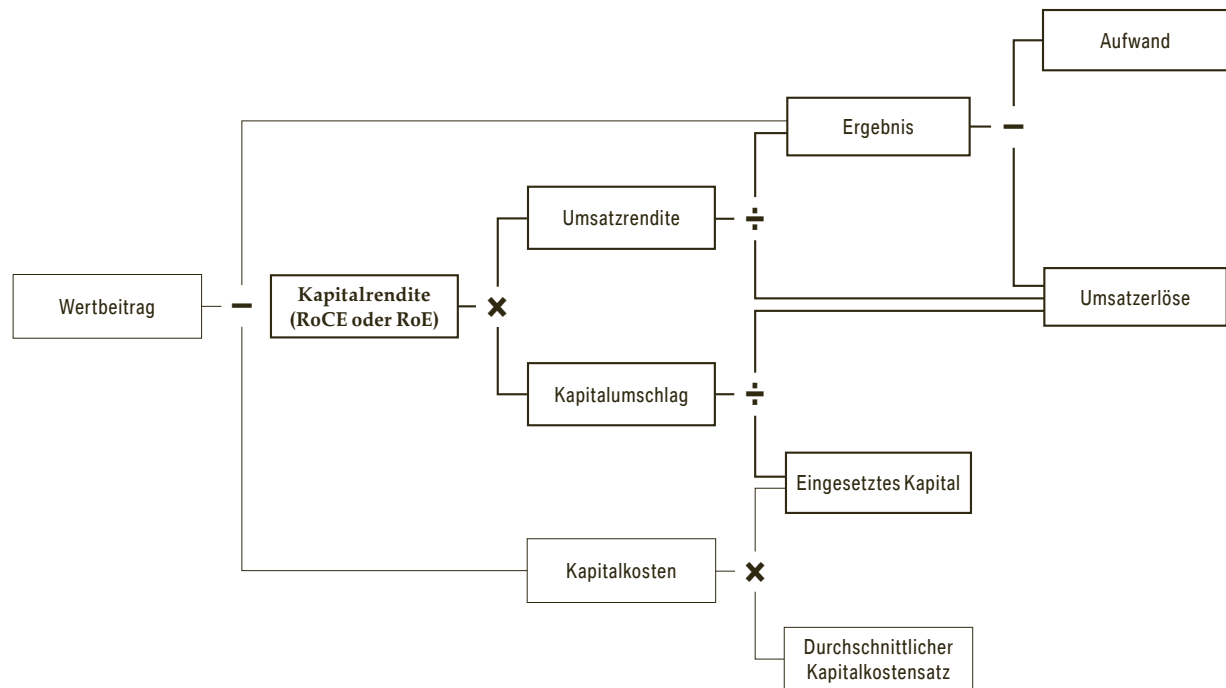 Aufwand
Ergebnis
−
Umsatzrendite
÷
Wertbeitrag
−
Kapitalrendite
(RoCE oder RoE)
×
Umsatzerlöse
Kapitalumschlag
÷
Eingesetztes Kapital
Kapitalkosten
×
Durchschnittlicher
Kapitalkostensatz